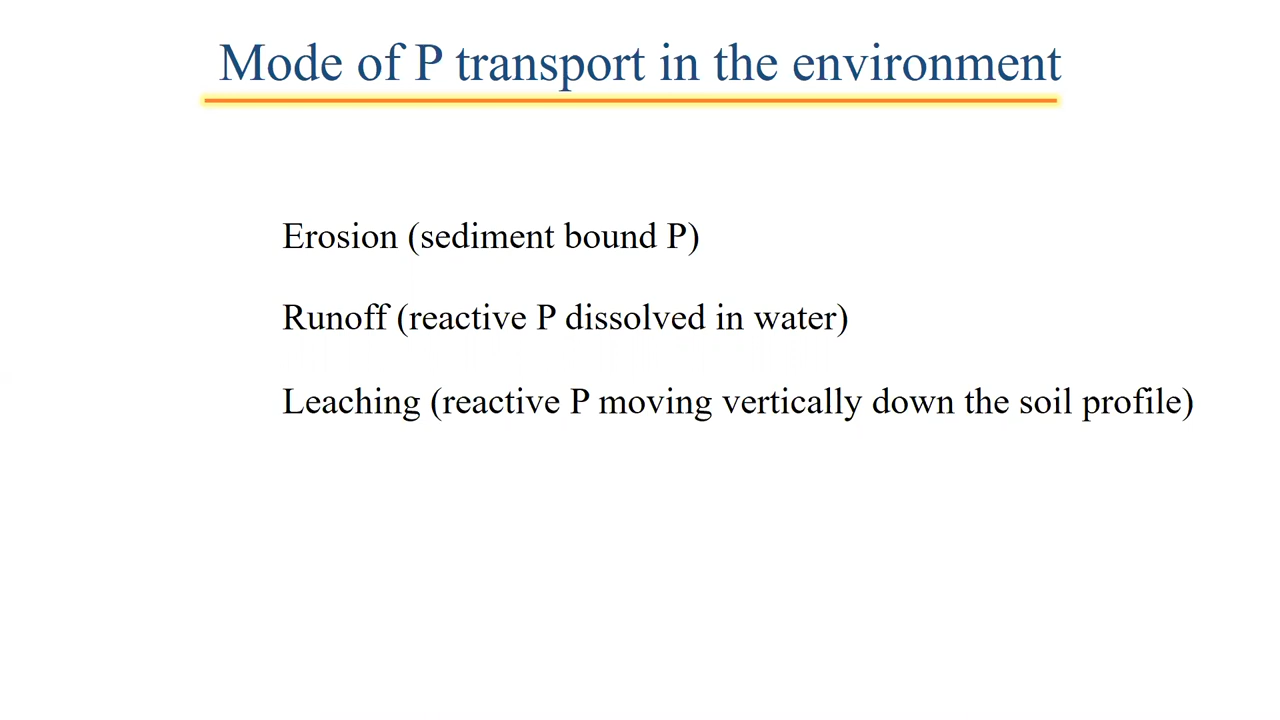 Mode of P transport in the environment
Erosion (sediment bound P)
Runoff (reactive P dissolved in water)
Leaching (reactive P moving vertically down the soil profile)